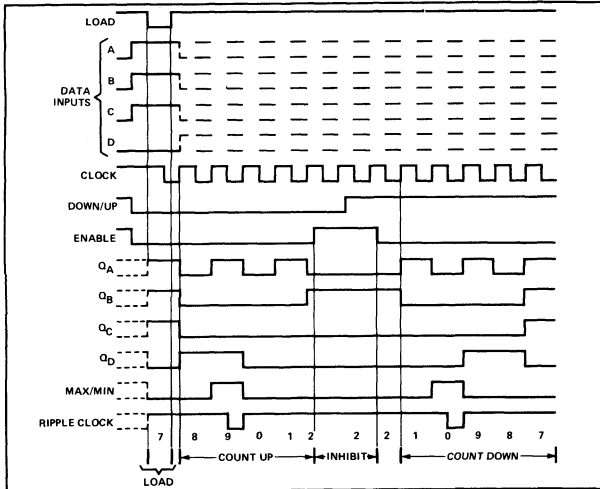 LOAD
A
B
DATA
INPUTS
C
D
CLOCK
DOWN/UP
ENABLE
QA
QB
QC
QD
MAX/MIN
RIPPLE CLOCK
7 8 9 0 1 2 2 2 1 0 9 8 7
COUNT UP INHIBIT COUNT DOWN
LOAD